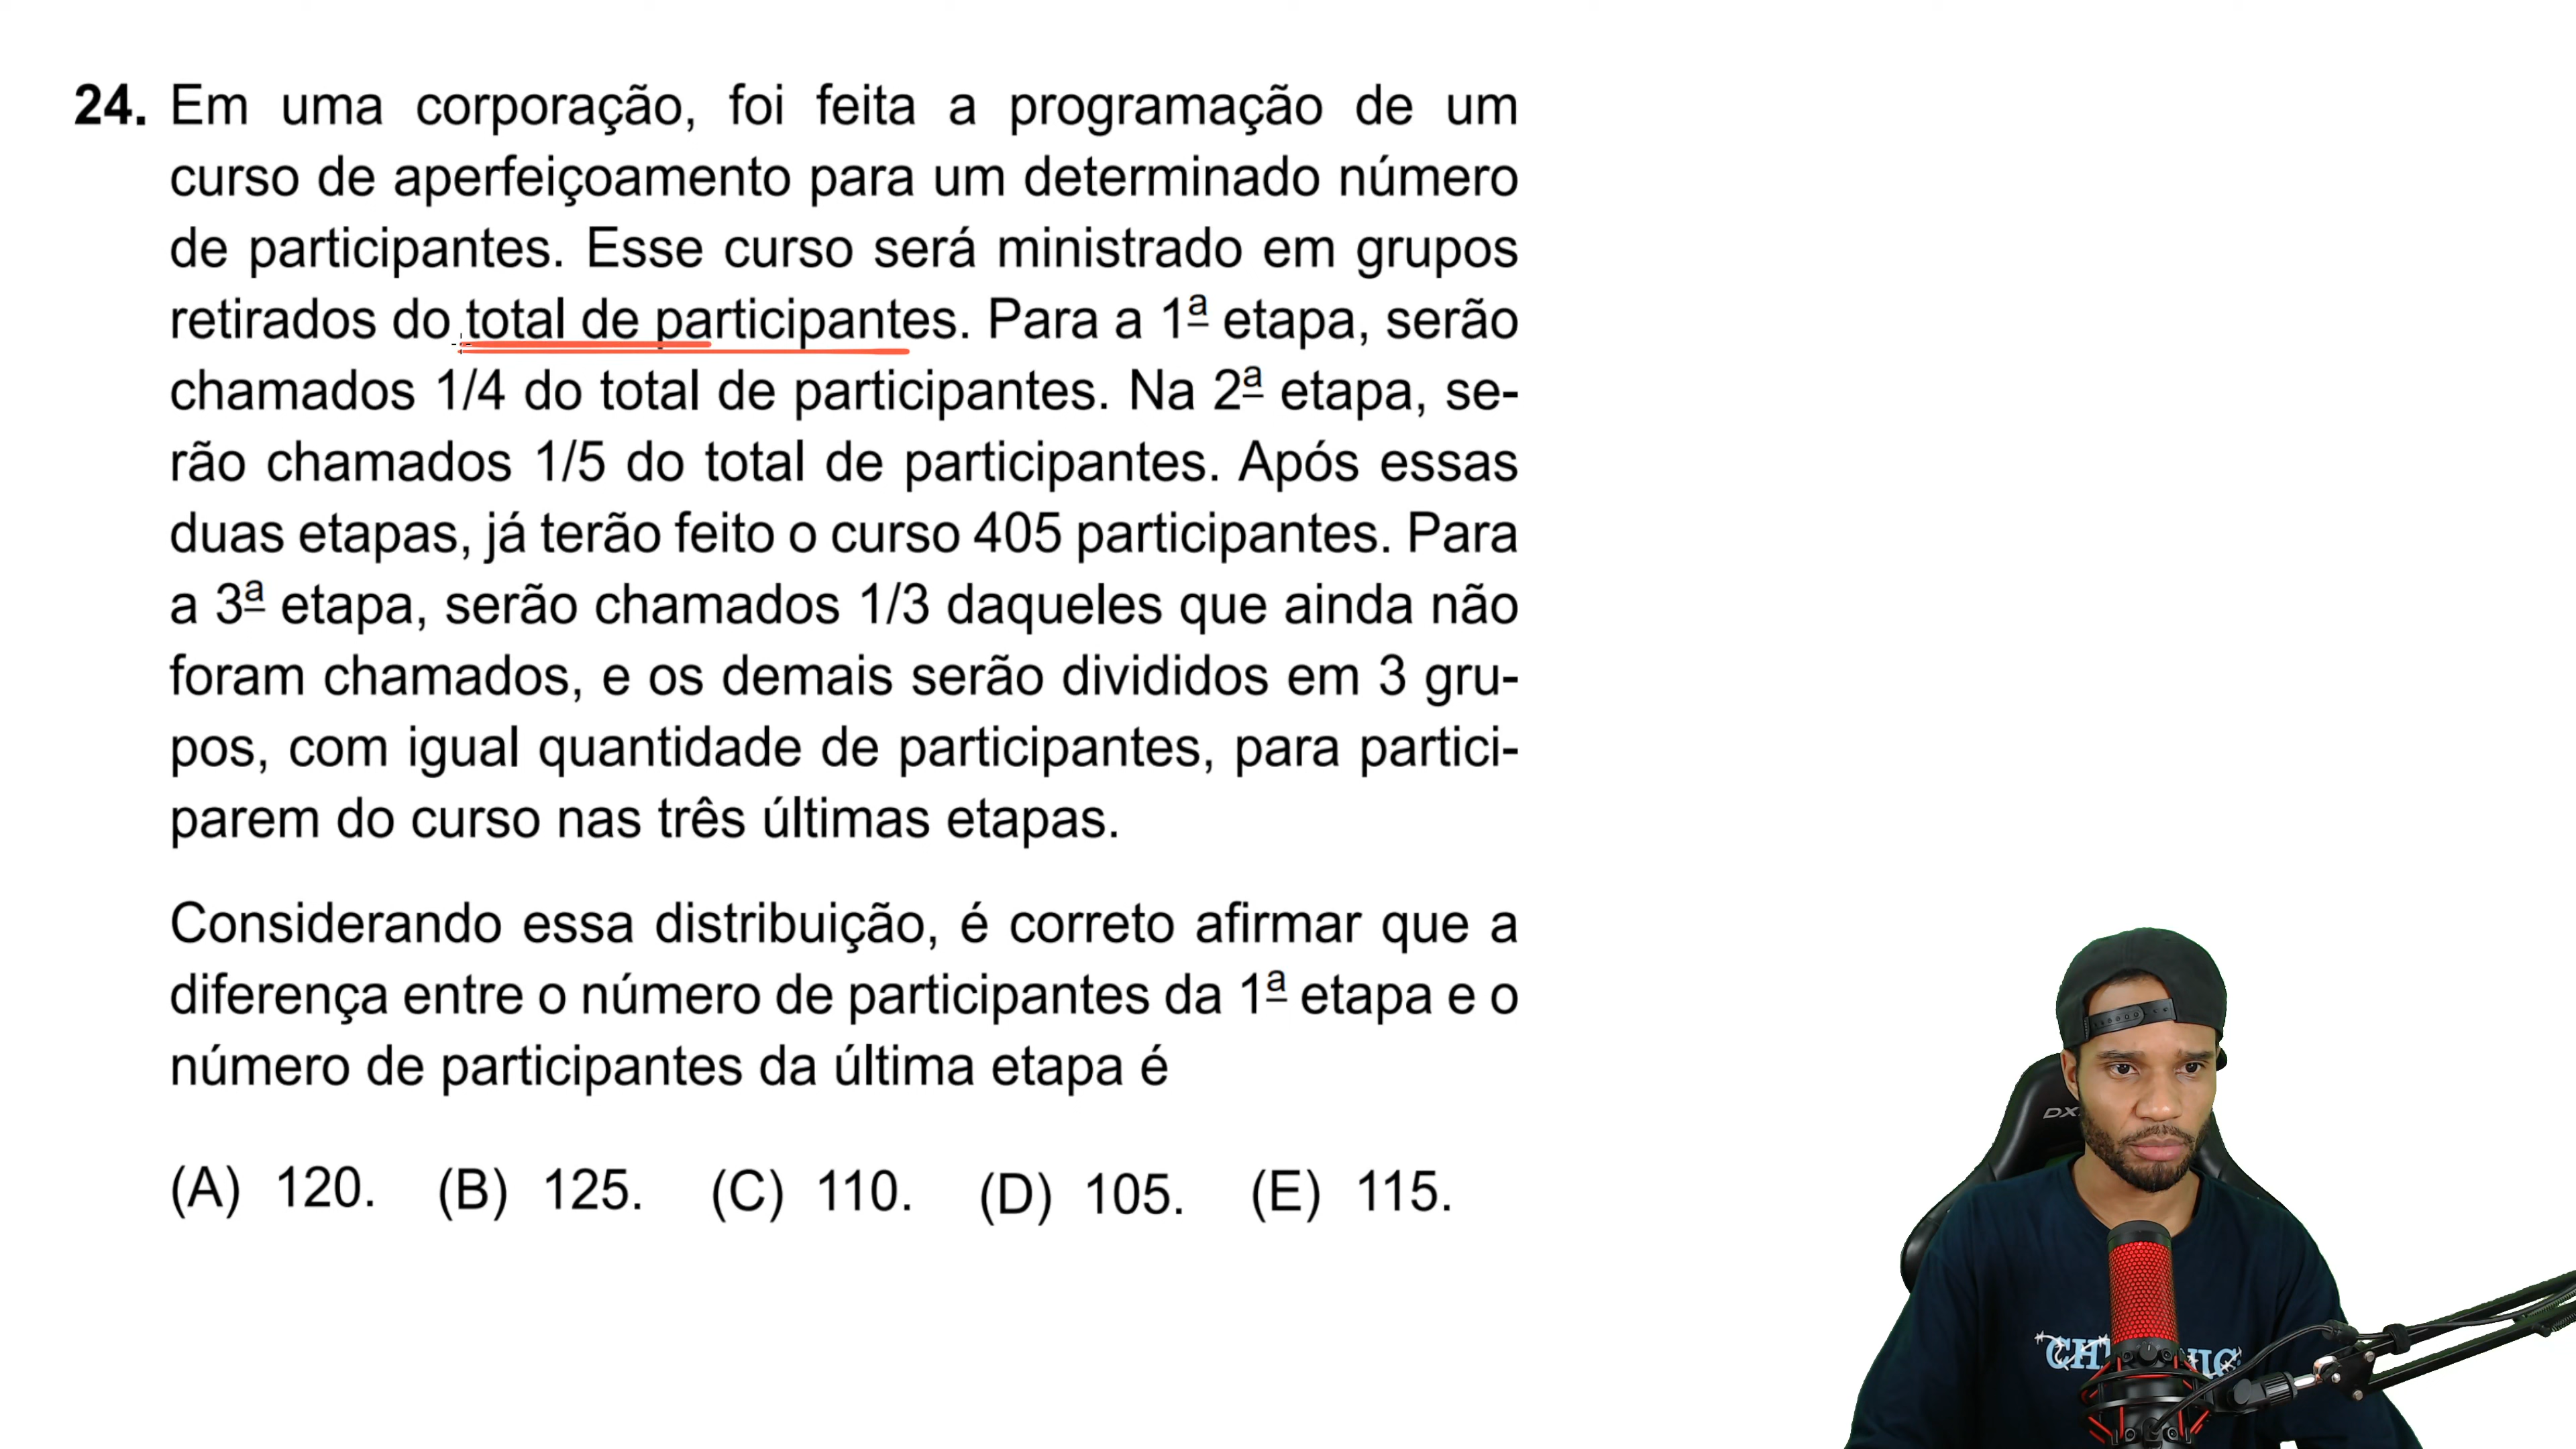 24. Em uma corporação, foi feita a programação de um
curso de aperfeiçoamento para um determinado número
de participantes. Esse curso será ministrado em grupos
retirados do total de participantes. Para a 1ª etapa, serão
chamados 1/4 do total de participantes. Na 2ª etapa, se-
rão chamados 1/5 do total de participantes. Após essas
duas etapas, já terão feito o curso 405 participantes. Para
a 3ª etapa, serão chamados 1/3 daqueles que ainda não
foram chamados, e os demais serão divididos em 3 gru-
pos, com igual quantidade de participantes, para partici-
parem do curso nas três últimas etapas.
Considerando essa distribuição, é correto afirmar que a
diferença entre o número de participantes da 1ª etapa e o
número de participantes da última etapa é
(A) 120. (B) 125. (C) 110. (D) 105. (E) 115.